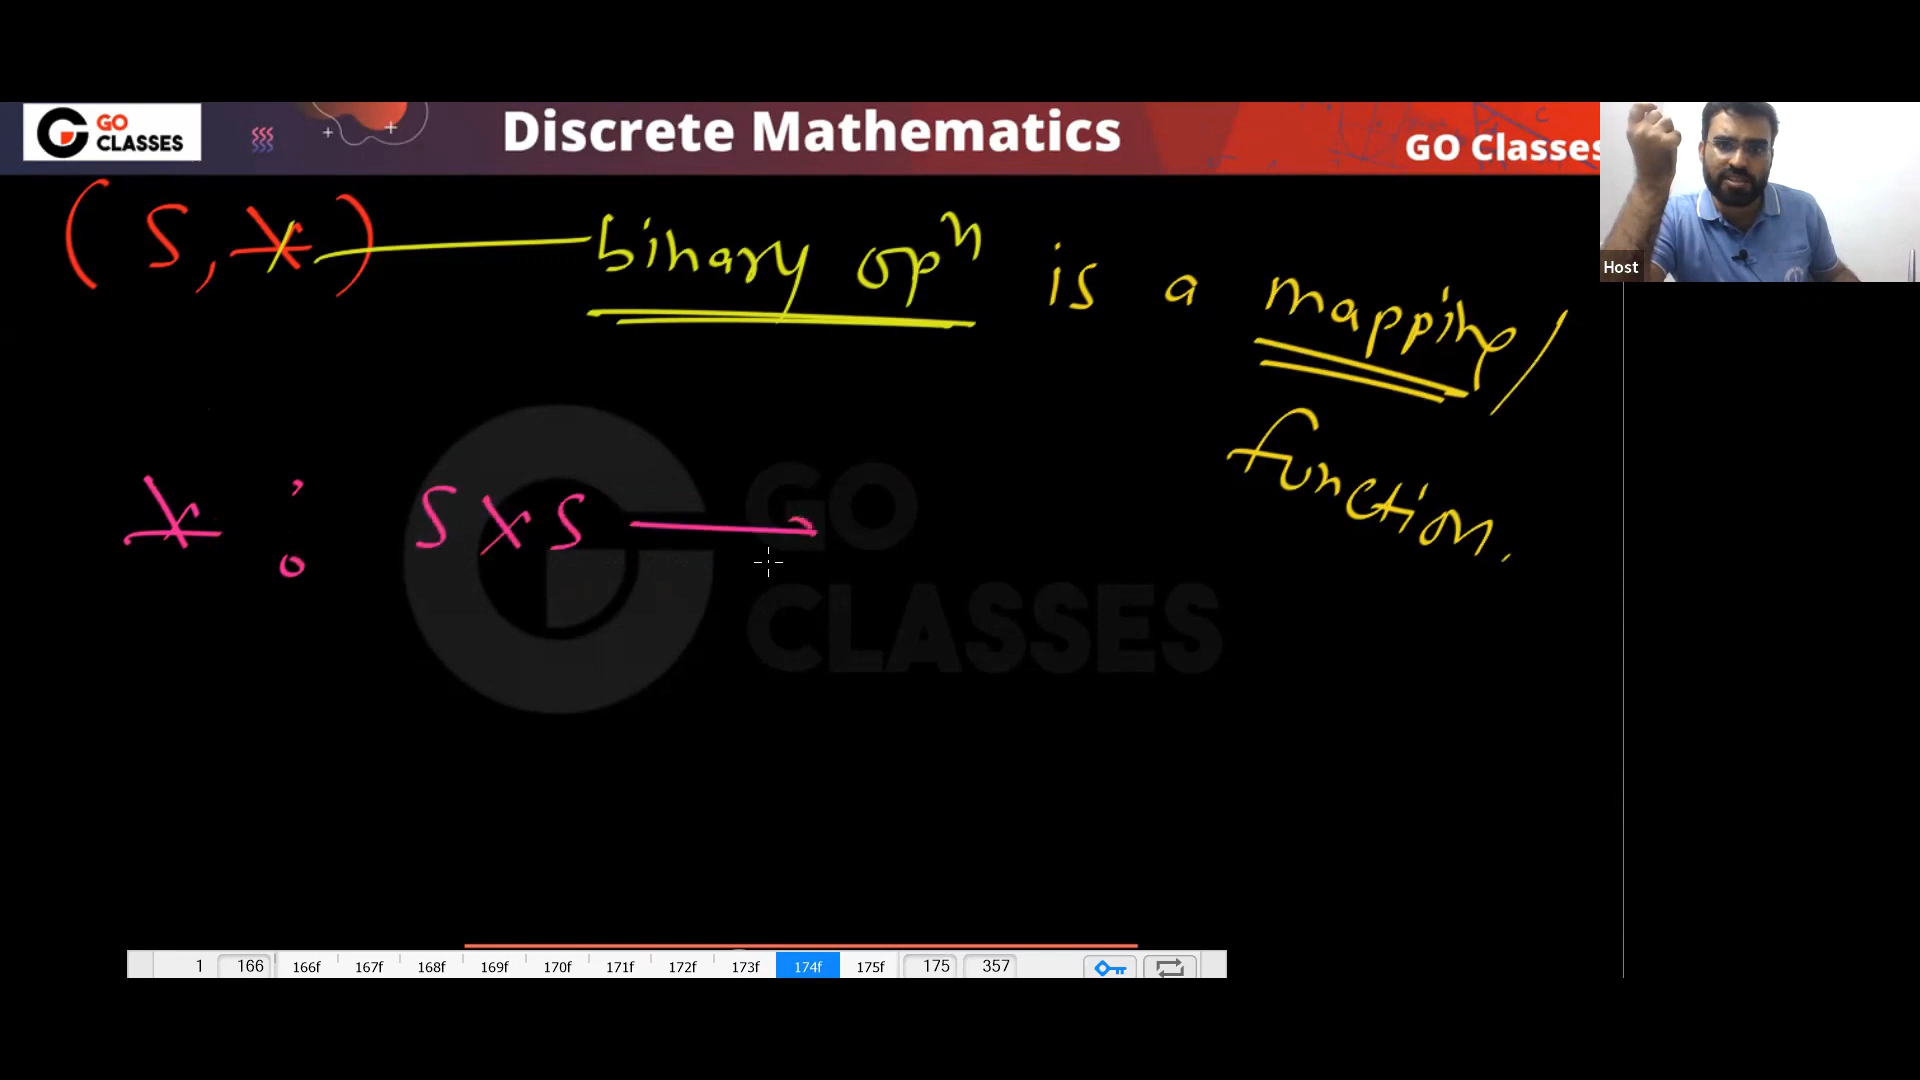 GO
CLASSES
Discrete Mathematics
GO Classes
Host
(S, *) binary opⁿ is a mapping/
function.
* : S × S →
GO
CLASSES
1 166 166f 167f 168f 169f 170f 171f 172f 173f 174f 175f 175 357